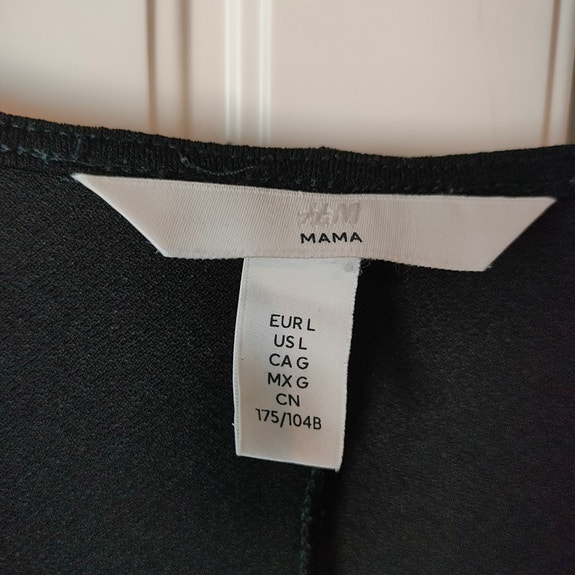 H&M
MAMA
EUR L
US L
CA G
MX G
CN
175/104B